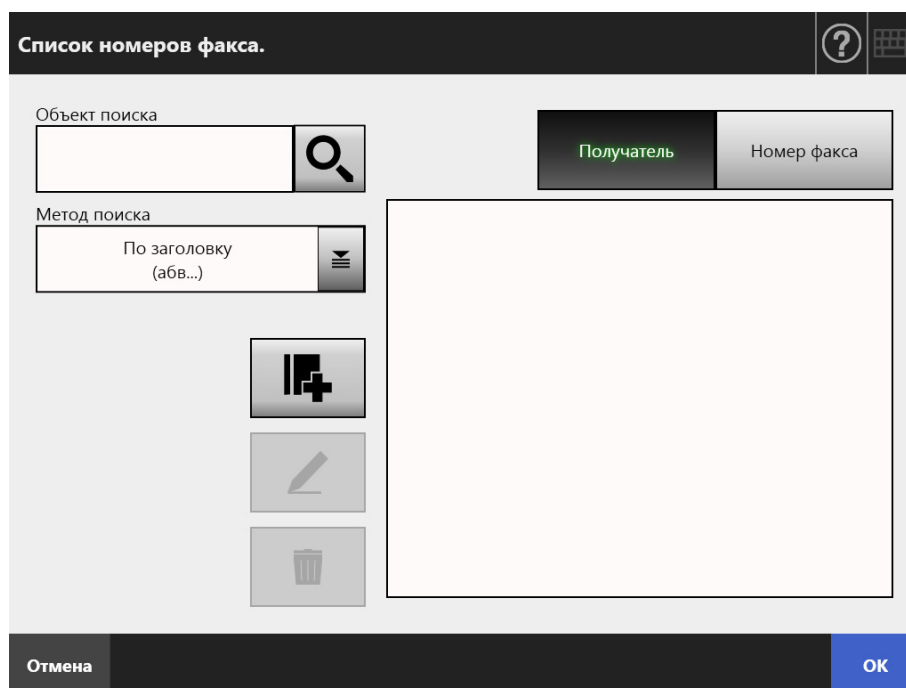 Список номеров факса.
Объект поиска
Получатель
Номер факса
Метод поиска
По заголовку
(абв...)
Отмена
OK